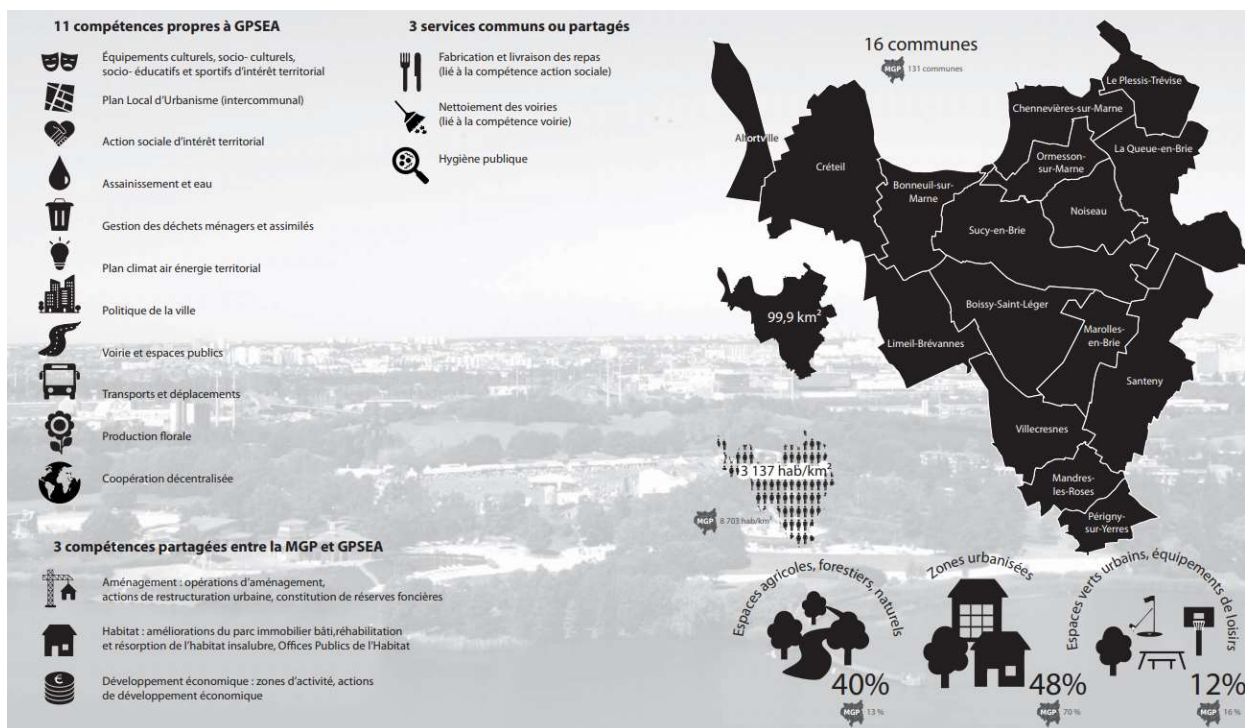 11 compétences propres à GPSEA
Équipements culturels, socio- culturels,
socio- éducatifs et sportifs d'intérêt territorial
Plan Local d'Urbanisme (intercommunal)
Action sociale d'intérêt territorial
Assainissement et eau
Gestion des déchets ménagers et assimilés
Plan climat air énergie territorial
Politique de la ville
Voirie et espaces publics
Transports et déplacements
Production florale
Coopération décentralisée
3 compétences partagées entre la MGP et GPSEA
Aménagement : opérations d'aménagement,
actions de restructuration urbaine, constitution de réserves foncières
Habitat : améliorations du parc immobilier bâti,réhabilitation
et résorption de l'habitat insalubre, Offices Publics de l'Habitat
Développement économique : zones d'activité, actions
de développement économique
3 services communs ou partagés
Fabrication et livraison des repas
(lié à la compétence action sociale)
Nettoiement des voiries
(lié à la compétence voirie)
Hygiène publique
16 communes
MGP 131 communes
Le Plessis-Trévise
Chennevières-sur-Marne
Alfortville
Créteil
Ormesson-
sur-Marne
La Queue-en-Brie
Bonneuil-sur-
Marne
Noiseau
Sucy-en-Brie
Boissy-Saint-Léger
Limeil-Brévannes
Marolles-
en-Brie
Santeny
Villecresnes
Mandres-
les-Roses
Périgny-
sur-Yerres
99,9 km²
3 137 hab/km²
MGP 8 703 hab/km²
Espaces agricoles, forestiers, naturels
40%
MGP 13 %
Zones urbanisées
48%
MGP 70 %
Espaces verts urbains, équipements de loisirs
12%
MGP 16 %